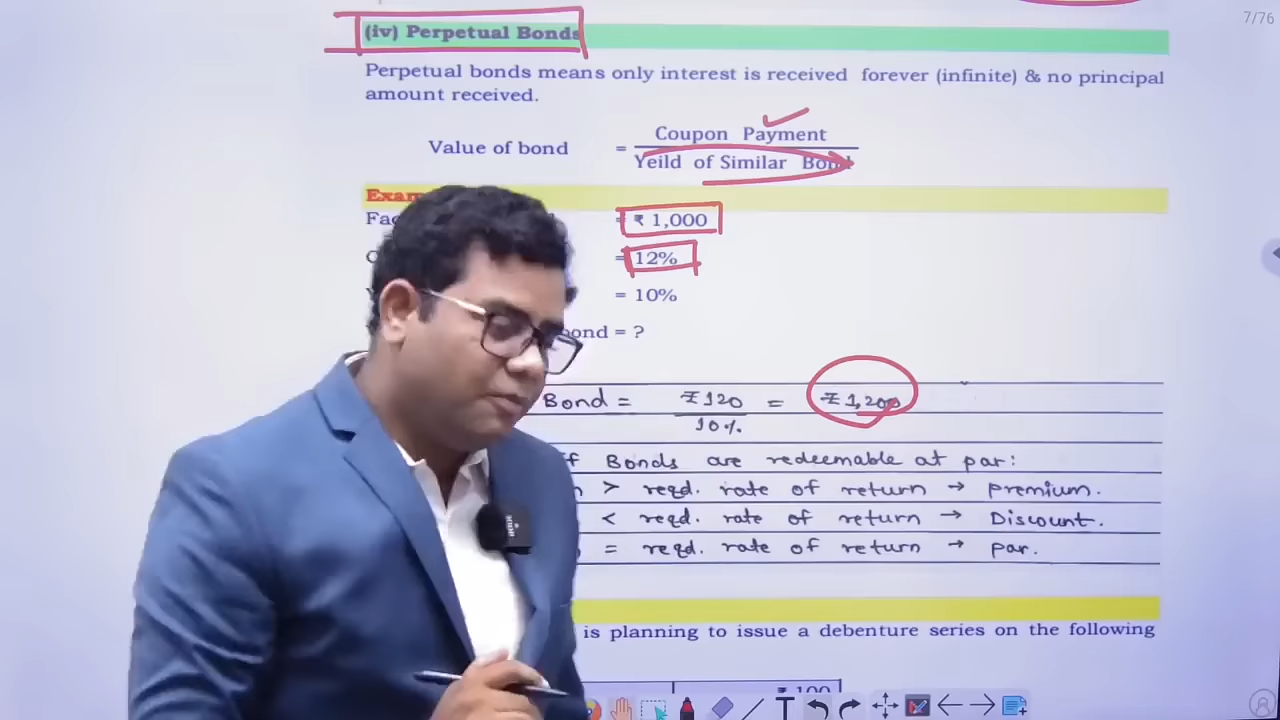 7/76
(iv) Perpetual Bonds
Perpetual bonds means only interest is received forever (infinite) & no principal
amount received.
Value of bond = Coupon Payment
Yeild of Similar Bond
Exam
Fac = ₹ 1,000
= 12%
= 10%
bond = ?
Bond = ₹120 = ₹1,200
10%
Bonds are redeemable at par:
> reqd. rate of return → Premium.
< reqd. rate of return → Discount.
= reqd. rate of return → par.
is planning to issue a debenture series on the following
₹ 100
T